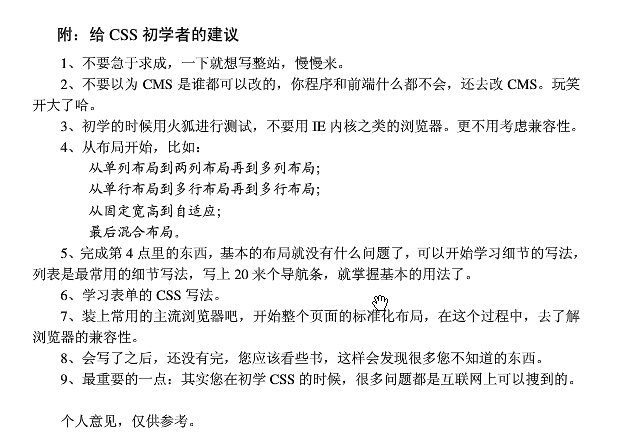 附：给 CSS 初学者的建议
1、不要急于求成，一下就想写整站，慢慢来。
2、不要以为 CMS 是谁都可以改的，你程序和前端什么都不会，还去改 CMS。玩笑
开大了哈。
3、初学的时候用火狐进行测试，不要用 IE 内核之类的浏览器。更不用考虑兼容性。
4、从布局开始，比如：
从单列布局到两列布局再到多列布局；
从单行布局到多行布局再到多行布局；
从固定宽高到自适应；
最后混合布局。
5、完成第 4 点里的东西，基本的布局就没有什么问题了，可以开始学习细节的写法，
列表是最常用的细节写法，写上 20 来个导航条，就掌握基本的用法了。
6、学习表单的 CSS 写法。
7、装上常用的主流浏览器吧，开始整个页面的标准化布局，在这个过程中，去了解
浏览器的兼容性。
8、会写了之后，还没有完，您应该看些书，这样会发现很多您不知道的东西。
9、最重要的一点：其实您在初学 CSS 的时候，很多问题都是互联网上可以搜到的。
个人意见，仅供参考。